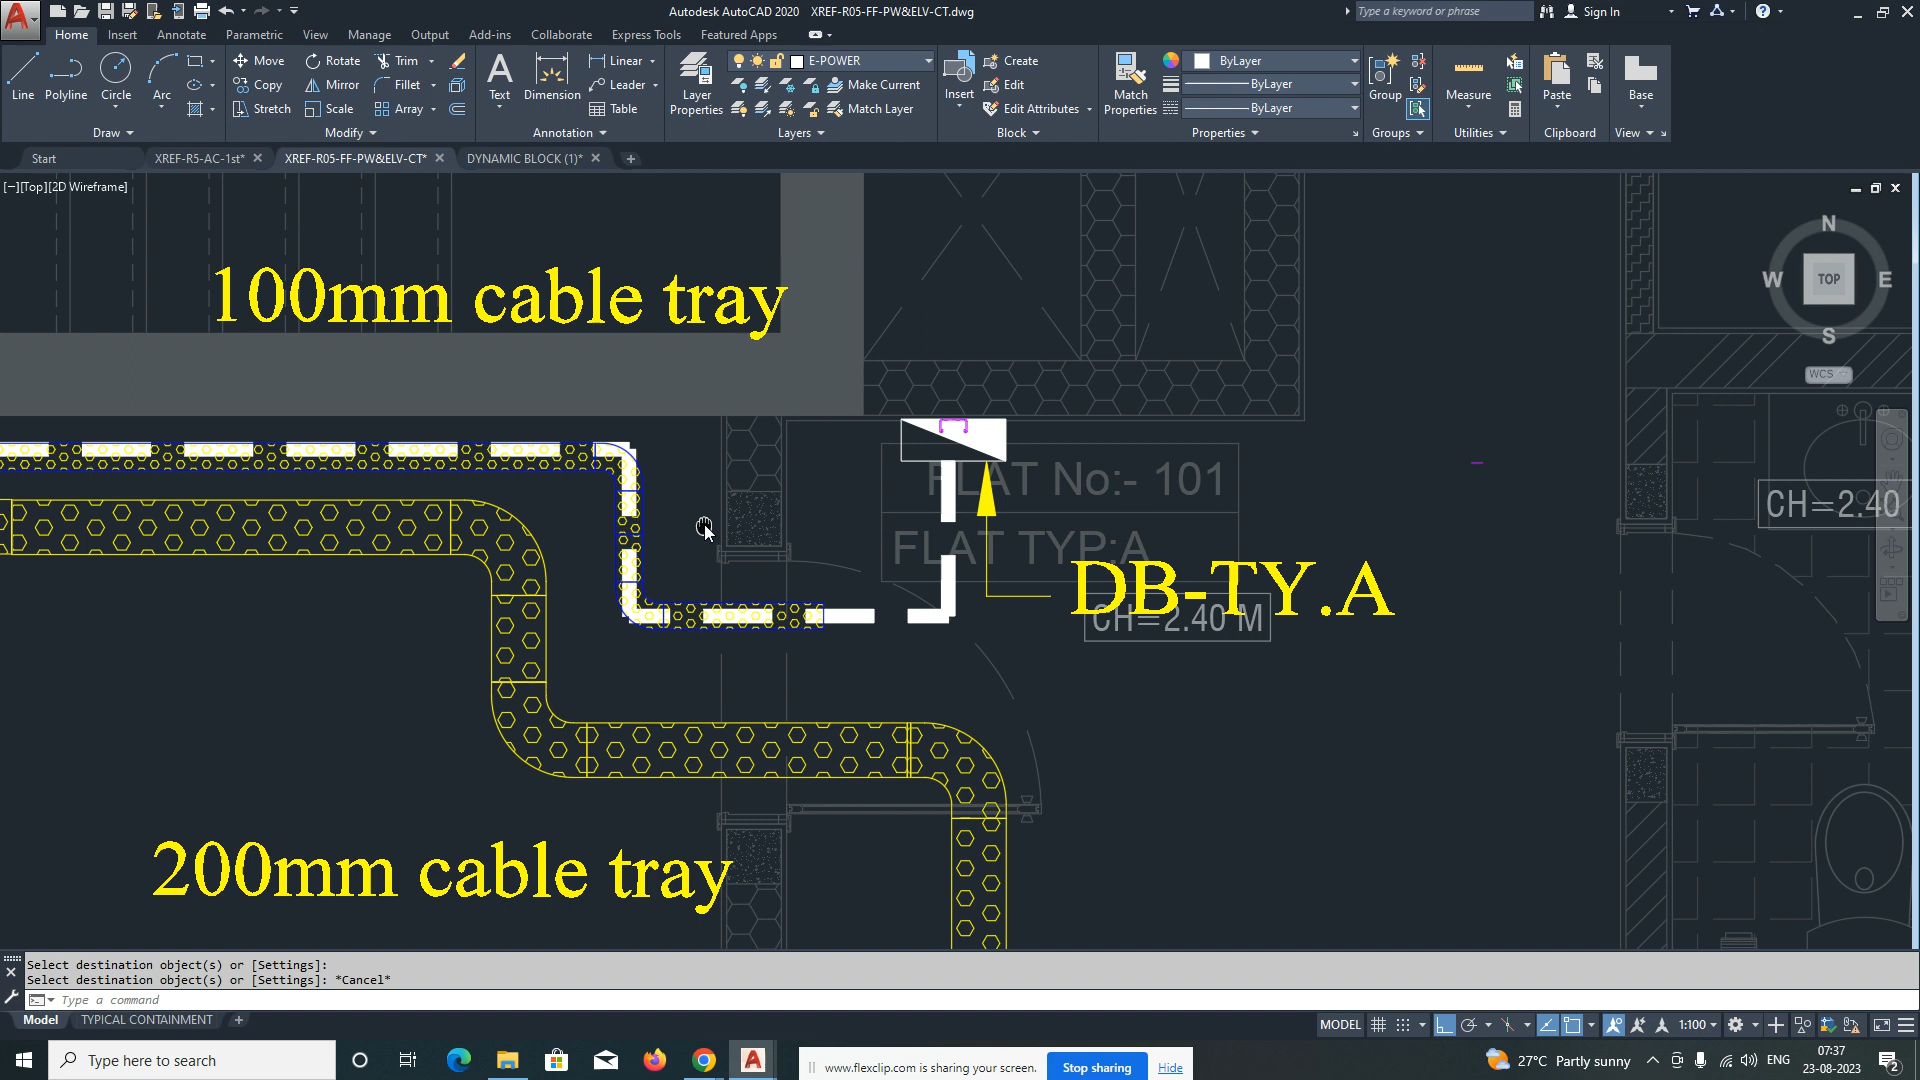 Autodesk AutoCAD 2020 XREF-R05-FF-PW&ELV-CT.dwg
Type a keyword or phrase
Sign In
Home Insert Annotate Parametric View Manage Output Add-ins Collaborate Express Tools Featured Apps
Line Polyline Circle Arc
Move Rotate Trim
Copy Mirror Fillet
Stretch Scale Array
Text Dimension
Linear
Leader
Table
Layer Properties
E-POWER
Make Current
Match Layer
Insert
Create
Edit
Edit Attributes
Match Properties
ByLayer
ByLayer
ByLayer
Group
Measure
Paste
Base
Draw Modify Annotation Layers Block Properties Groups Utilities Clipboard View
Start XREF-R5-AC-1st* XREF-R05-FF-PW&ELV-CT* DYNAMIC BLOCK (1)*
[−][Top][2D Wireframe]
N
W TOP E
S
WCS
100mm cable tray
FLAT No:- 101
FLAT TYP:A
CH=2.40
DB-TY.A
CH=2.40 M
200mm cable tray
Select destination object(s) or [Settings]:
Select destination object(s) or [Settings]: *Cancel*
Type a command
Model TYPICAL CONTAINMENT
MODEL 1:100
Type here to search
www.flexclip.com is sharing your screen. Stop sharing Hide
27°C Partly sunny ENG
07:37
23-08-2023
2